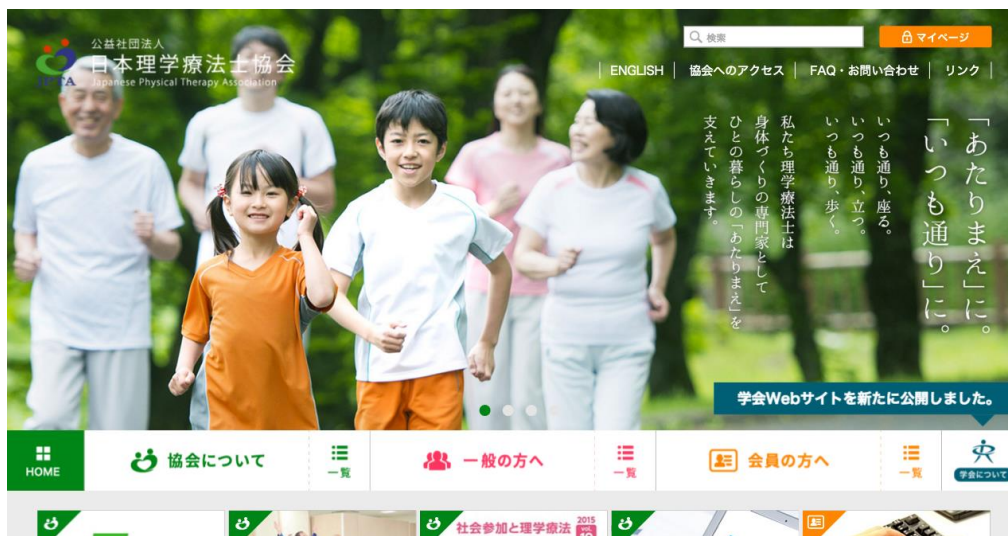 公益社団法人
日本理学療法士協会
JPTA
Japanese Physical Therapy Association
検索
マイページ
ENGLISH
協会へのアクセス
FAQ・お問い合わせ
リンク
「あたりまえ」に。
「いつも通り」に。
いつも通り、座る。
いつも通り、立つ。
いつも通り、歩く。
私たち理学療法士は
身体づくりの専門家として
ひとの暮らしの「あたりまえ」を
支えていきます。
学会Webサイトを新たに公開しました。
HOME
協会について
一覧
一般の方へ
一覧
会員の方へ
一覧
学会について
社会参加と理学療法
2015